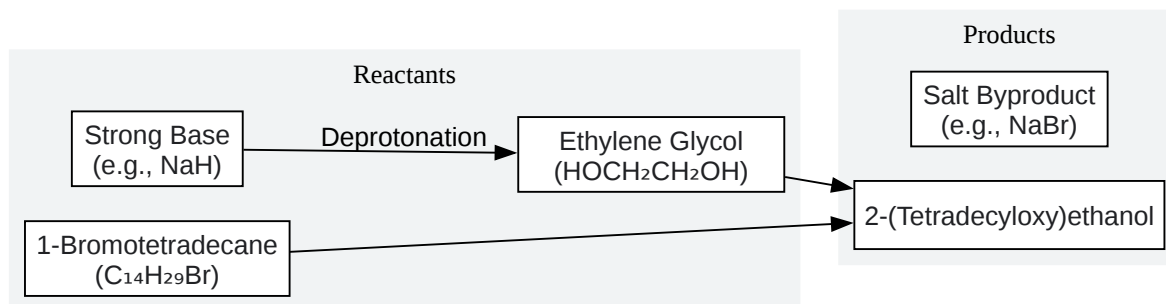 Reactants
Strong Base
(e.g., NaH)
Deprotonation
Ethylene Glycol
(HOCH₂CH₂OH)
1-Bromotetradecane
(C₁₄H₂₉Br)
Products
Salt Byproduct
(e.g., NaBr)
2-(Tetradecyloxy)ethanol